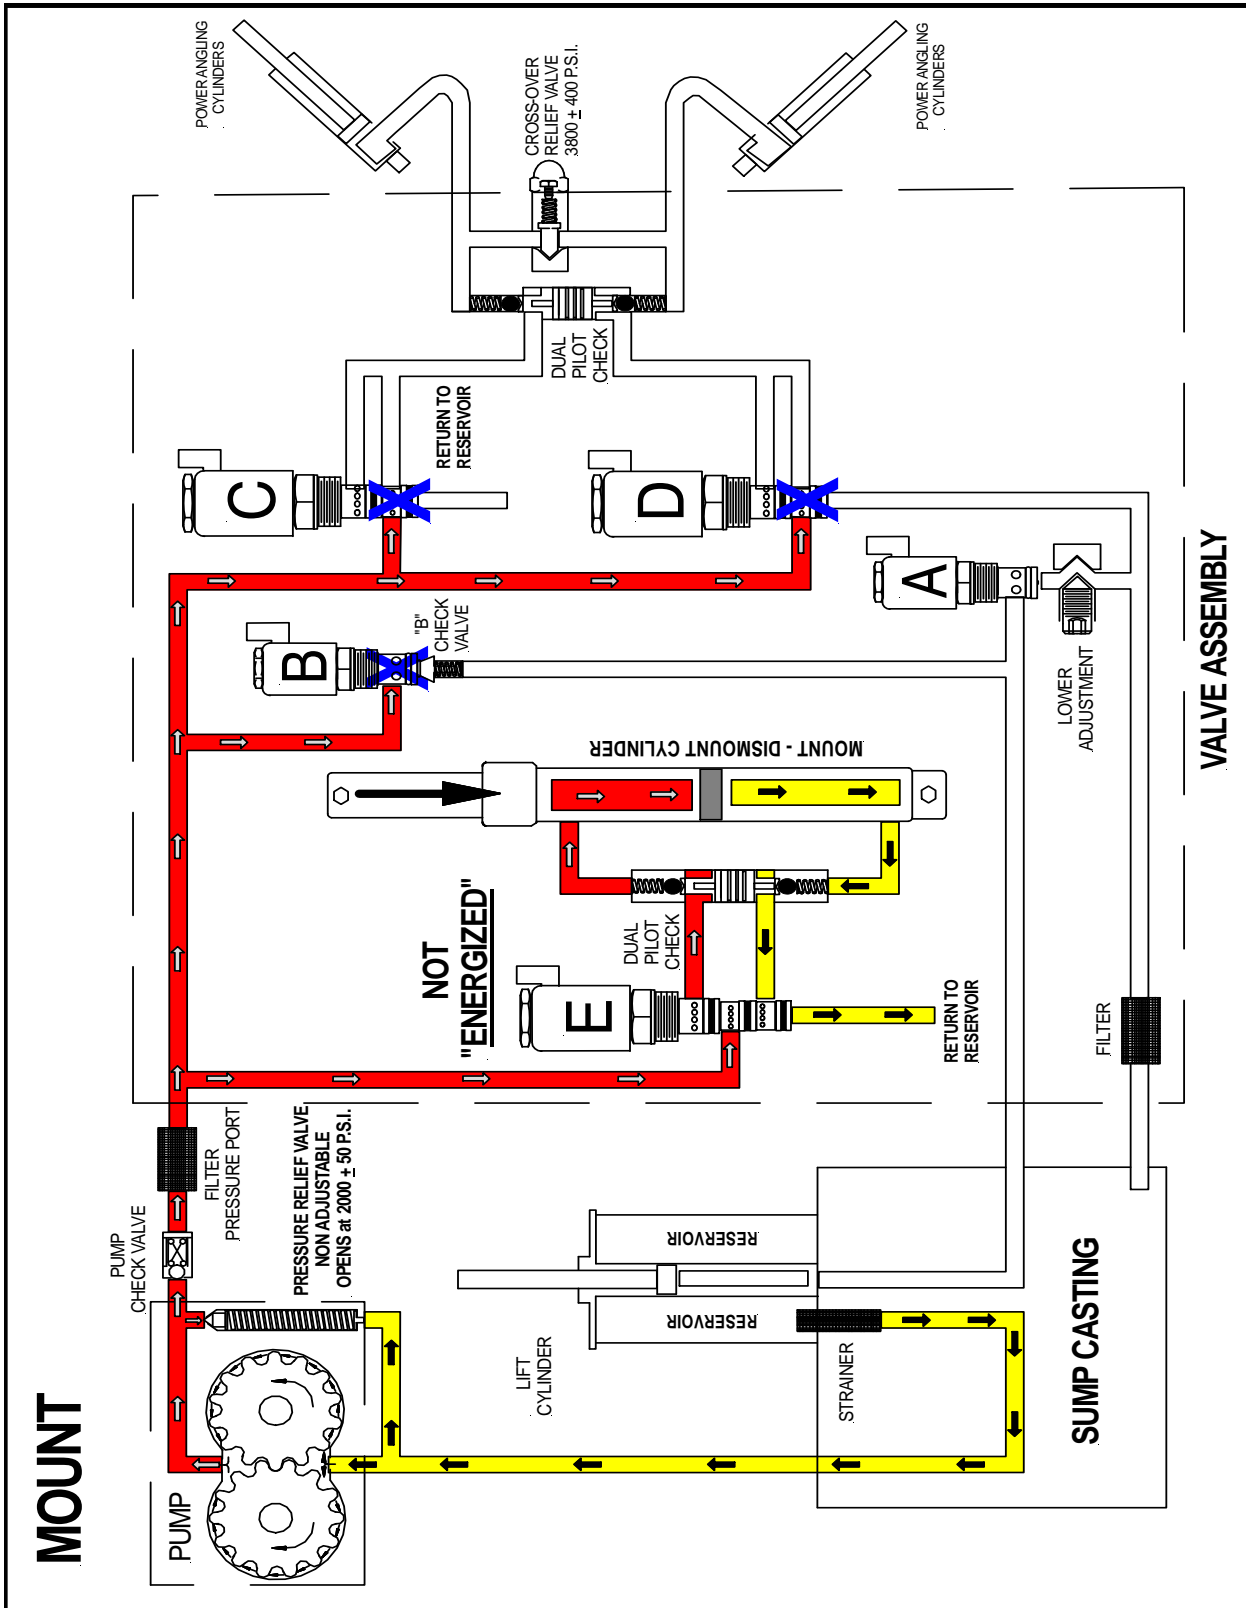 MOUNT
PUMP
PUMP
CHECK VALVE
FILTER
PRESSURE PORT
PRESSURE RELIEF VALVE
NON ADJUSTABLE
OPENS at 2000 ± 50 P.S.I.
LIFT
CYLINDER
RESERVOIR
RESERVOIR
STRAINER
SUMP CASTING
NOT
"ENERGIZED"
E
DUAL
PILOT
CHECK
RETURN TO
RESERVOIR
MOUNT - DISMOUNT CYLINDER
B
"B"
CHECK
VALVE
C
RETURN TO
RESERVOIR
D
A
LOWER
ADJUSTMENT
FILTER
VALVE ASSEMBLY
DUAL
PILOT
CHECK
CROSS-OVER
RELIEF VALVE
3800 ± 400 P.S.I.
POWER ANGLING
CYLINDERS
POWER ANGLING
CYLINDERS